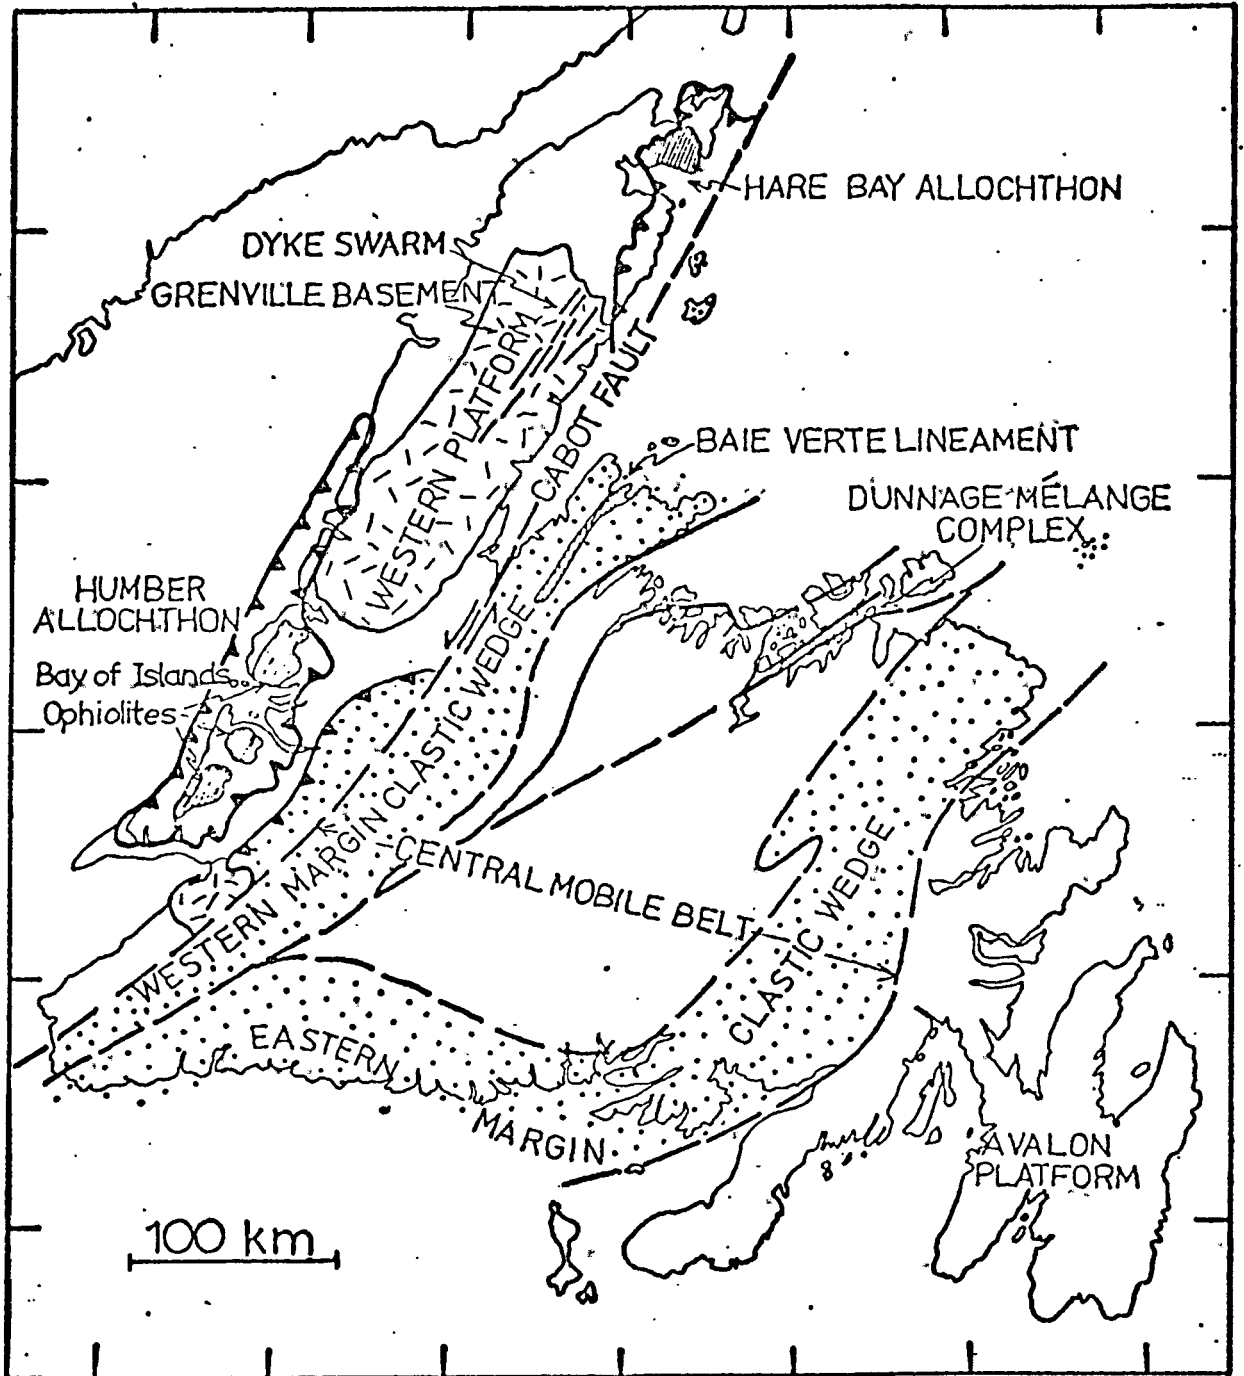 HARE BAY ALLOCHTHON
DYKE SWARM
GRENVILLE BASEMENT
WESTERN PLATFORM
CABOT FAULT
BAIE VERTE LINEAMENT
DUNNAGE MÉLANGE
COMPLEX
HUMBER
ALLOCHTHON
Bay of Islands
Ophiolites
WESTERN MARGIN CLASTIC WEDGE
CENTRAL MOBILE BELT
EASTERN
MARGIN
CLASTIC WEDGE
AVALON
PLATFORM
100 km